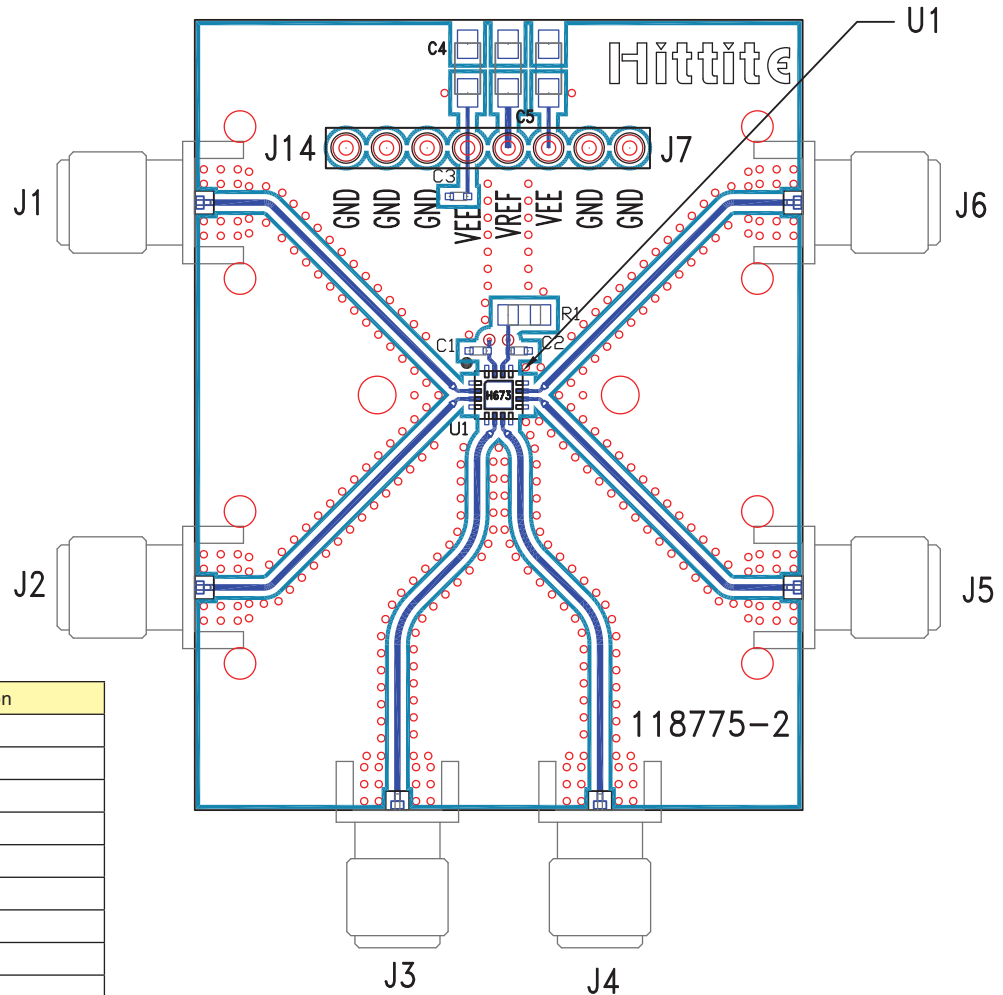 U1
C4
Hittite
C5
J14
J7
C3
J1
J6
GND
GND
GND
VEE
VREF
VEE
GND
GND
R1
C1
C2
H673
U1
J2
J5
n
118775-2
J3
J4